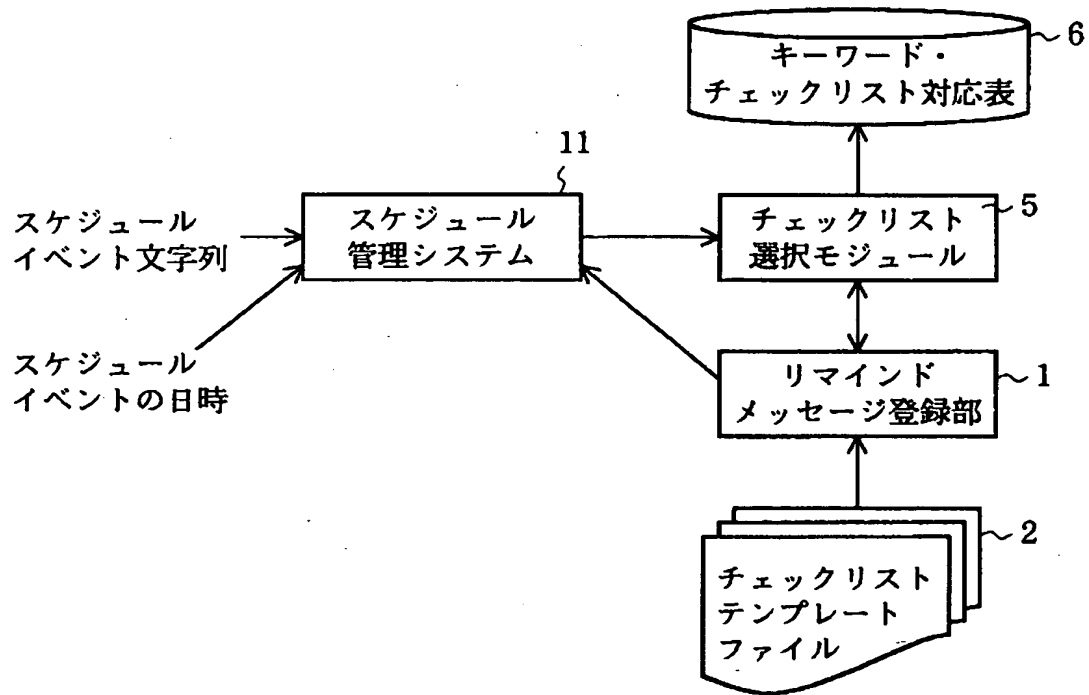 キーワード・
チェックリスト対応表
6
11
スケジュール
イベント文字列
スケジュール
管理システム
チェックリスト
選択モジュール
5
スケジュール
イベントの日時
リマインド
メッセージ登録部
1
チェックリスト
テンプレート
ファイル
2